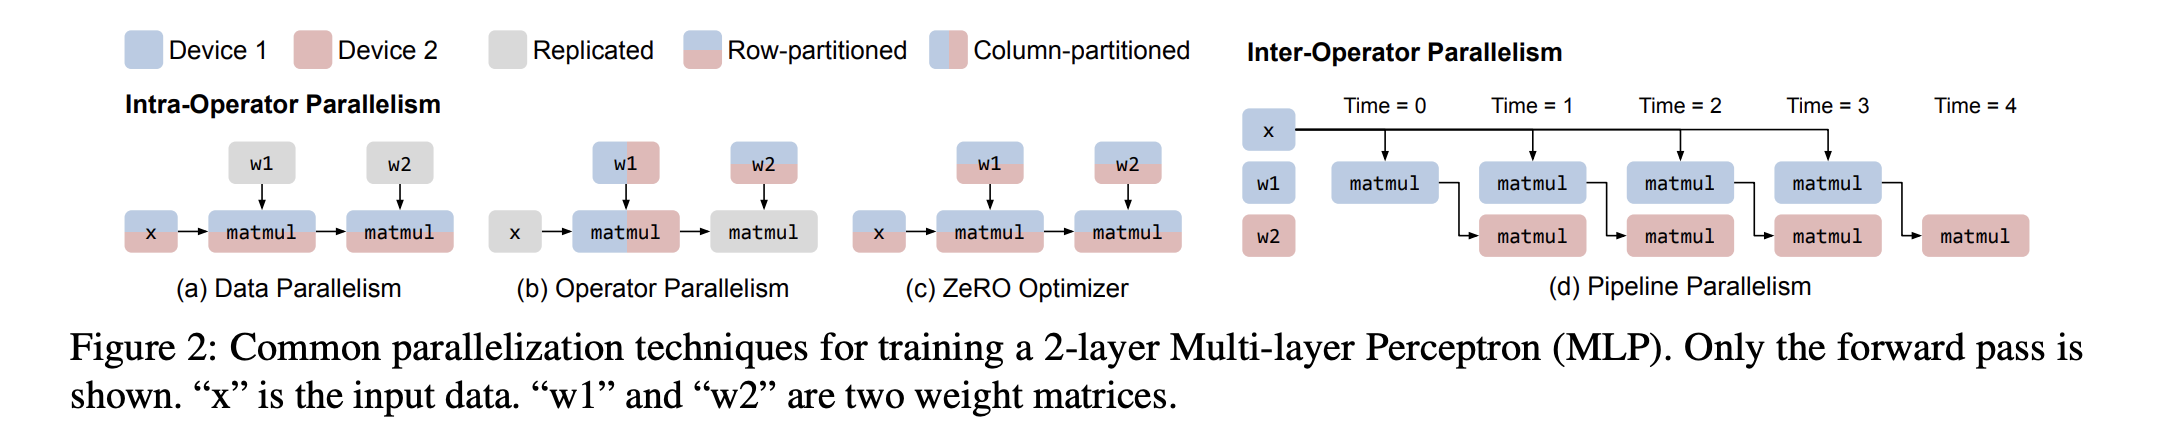 Device 1 Device 2 Replicated Row-partitioned Column-partitioned
Intra-Operator Parallelism
w1 w2
x matmul matmul
(a) Data Parallelism
w1 w2
x matmul matmul
(b) Operator Parallelism
w1 w2
x matmul matmul
(c) ZeRO Optimizer
Inter-Operator Parallelism
Time = 0 Time = 1 Time = 2 Time = 3 Time = 4
x
w1 matmul matmul matmul matmul
w2 matmul matmul matmul matmul
(d) Pipeline Parallelism
Figure 2: Common parallelization techniques for training a 2-layer Multi-layer Perceptron (MLP). Only the forward pass is
shown. “x” is the input data. “w1” and “w2” are two weight matrices.